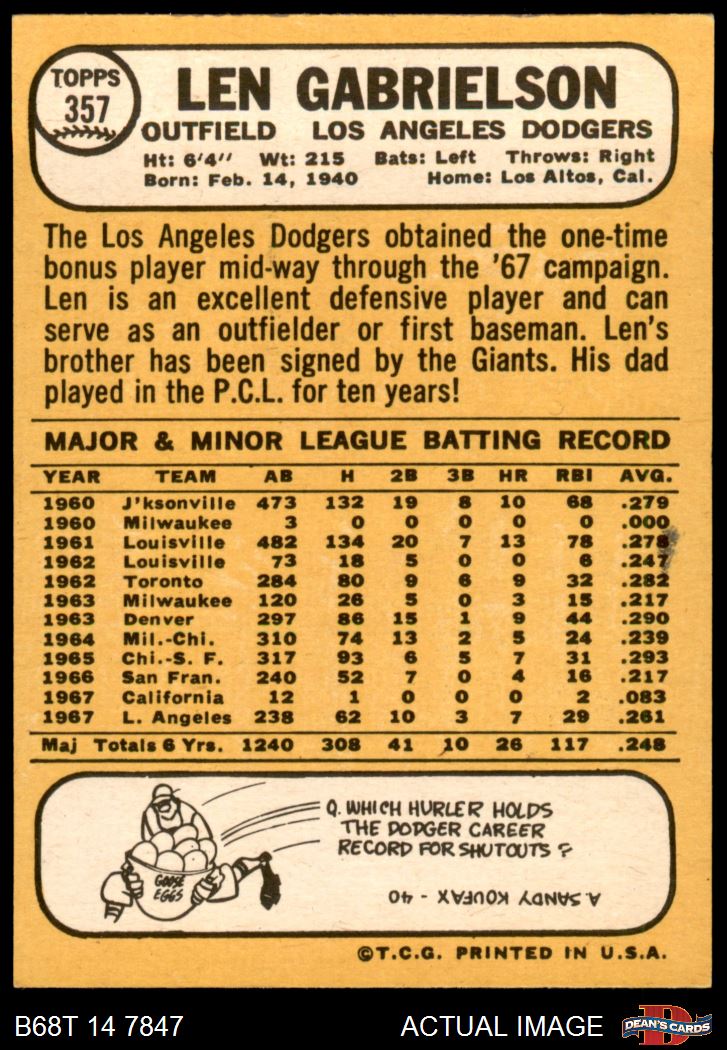 TOPPS
357
LEN GABRIELSON
OUTFIELD LOS ANGELES DODGERS
Ht: 6'4" Wt: 215 Bats: Left Throws: Right
Born: Feb. 14, 1940 Home: Los Altos, Cal.
The Los Angeles Dodgers obtained the one-time
bonus player mid-way through the '67 campaign.
Len is an excellent defensive player and can
serve as an outfielder or first baseman. Len's
brother has been signed by the Giants. His dad
played in the P.C.L. for ten years!
MAJOR & MINOR LEAGUE BATTING RECORD
YEAR TEAM AB H 2B 3B HR RBI AVG.
1960 J'ksonville 473 132 19 8 10 68 .279
1960 Milwaukee 3 0 0 0 0 0 .000
1961 Louisville 482 134 20 7 13 78 .278
1962 Louisville 73 18 5 0 0 6 .247
1962 Toronto 284 80 9 6 9 32 .282
1963 Milwaukee 120 26 5 0 3 15 .217
1963 Denver 297 86 15 1 9 44 .290
1964 Mil.-Chi. 310 74 13 2 5 24 .239
1965 Chi.-S. F. 317 93 6 5 7 31 .293
1966 San Fran. 240 52 7 0 4 16 .217
1967 California 12 1 0 0 0 2 .083
1967 L. Angeles 238 62 10 3 7 29 .261
Maj Totals 6 Yrs. 1240 308 41 10 26 117 .248
GOOSE
EGGS
Q. WHICH HURLER HOLDS
THE DODGER CAREER
RECORD FOR SHUTOUTS?
A. SANDY KOUFAX - 40
©T.C.G. PRINTED IN U.S.A.
B68T 14 7847 ACTUAL IMAGE
D
DEAN'S CARDS